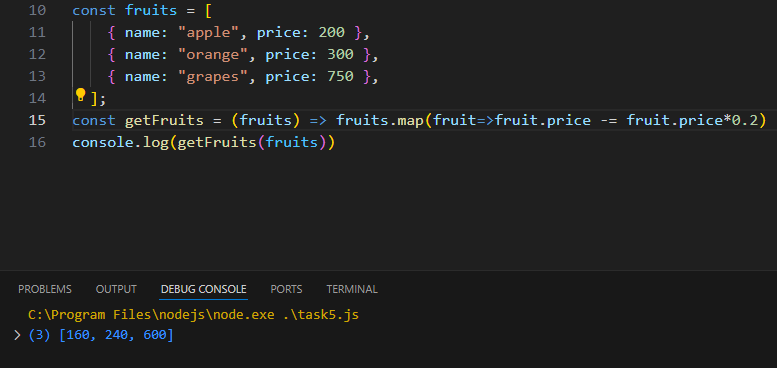 10 const fruits = [
11 { name: "apple", price: 200 },
12 { name: "orange", price: 300 },
13 { name: "grapes", price: 750 },
14 ];
15 const getFruits = (fruits) => fruits.map(fruit=>fruit.price -= fruit.price*0.2)
16 console.log(getFruits(fruits))
PROBLEMS OUTPUT DEBUG CONSOLE PORTS TERMINAL
C:\Program Files\nodejs\node.exe .\task5.js
> (3) [160, 240, 600]